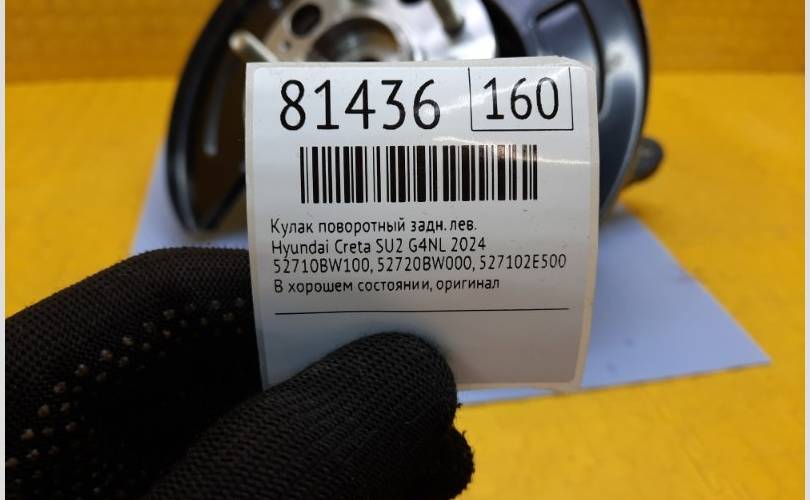 81436 160
Кулак поворотный задн. лев.
Hyundai Creta SU2 G4NL 2024
52710BW100, 52720BW000, 527102E500
В хорошем состоянии, оригинал